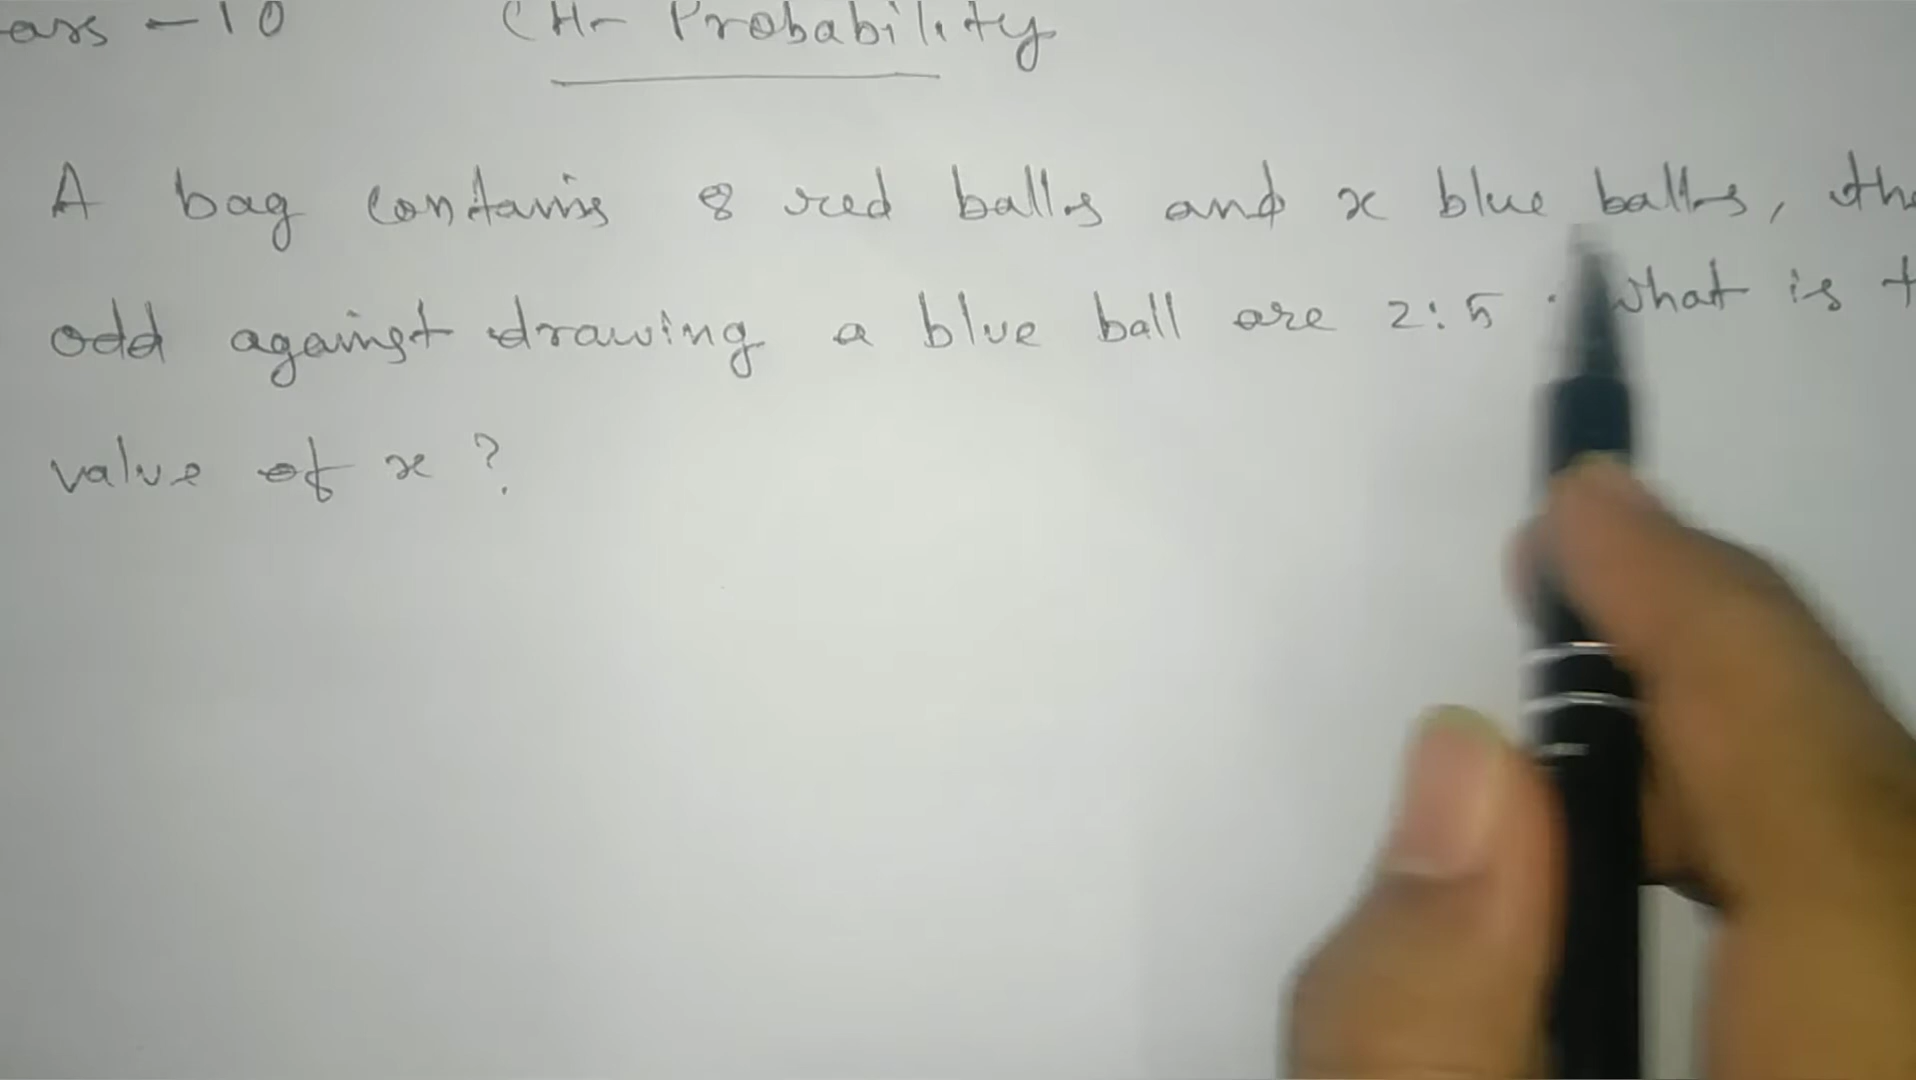 - 10 CH- Probability
A bag contains 8 red balls and x blue balls, the
odd against drawing a blue ball are 2:5 . What is
value of x ?